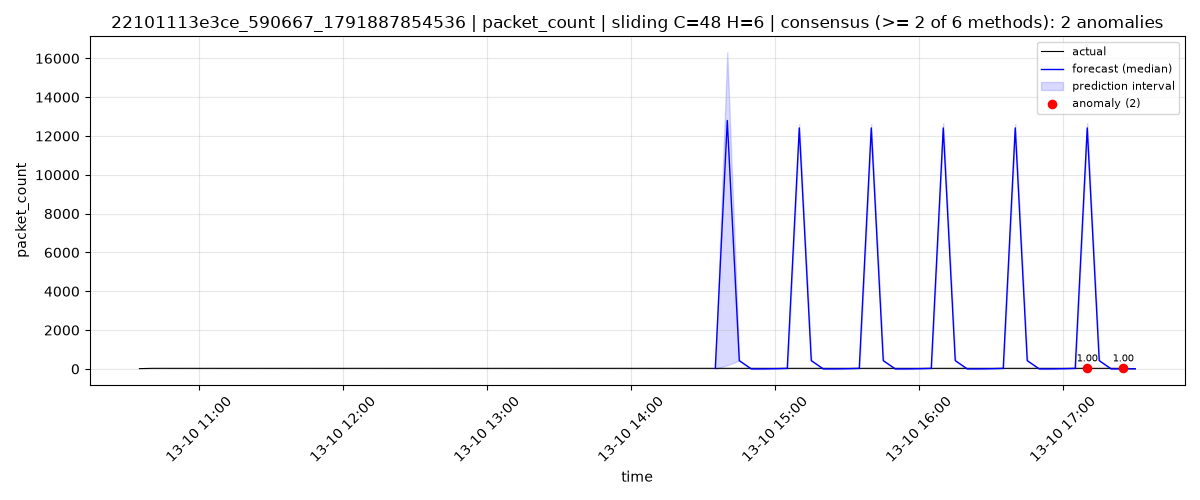 22101113e3ce_590667_1791887854536 | packet_count | sliding C=48 H=6 | consensus (>= 2 of 6 methods): 2 anomalies
actual
forecast (median)
prediction interval
anomaly (2)
packet_count
16000
14000
12000
10000
8000
6000
4000
2000
0
1.00 1.00
13-10 11:00
13-10 12:00
13-10 13:00
13-10 14:00
13-10 15:00
13-10 16:00
13-10 17:00
time